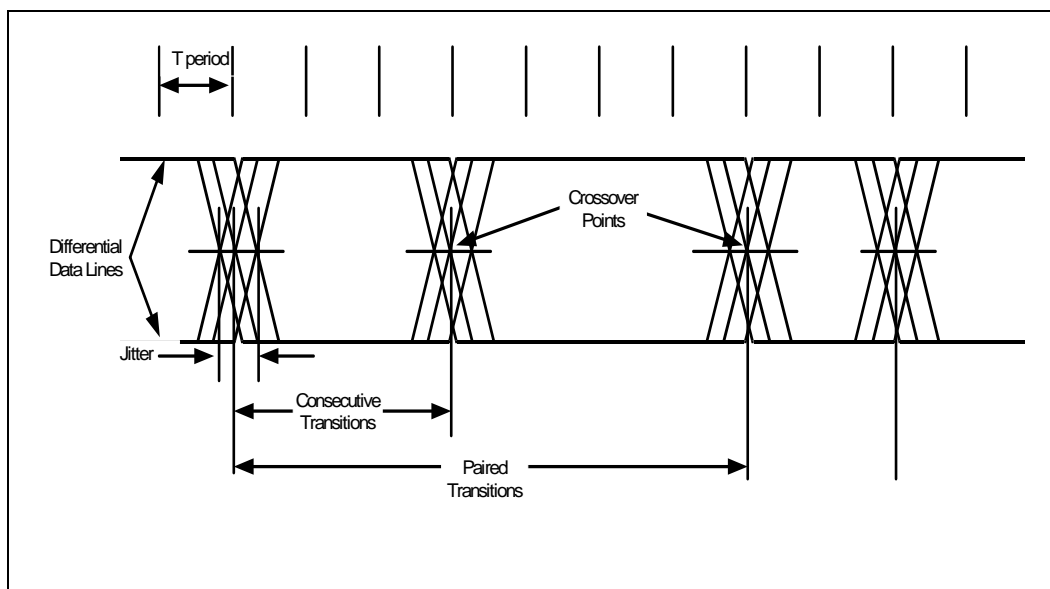 T period
Crossover
Points
Differential
Data Lines
Jitter
Consecutive
Transitions
Paired
Transitions